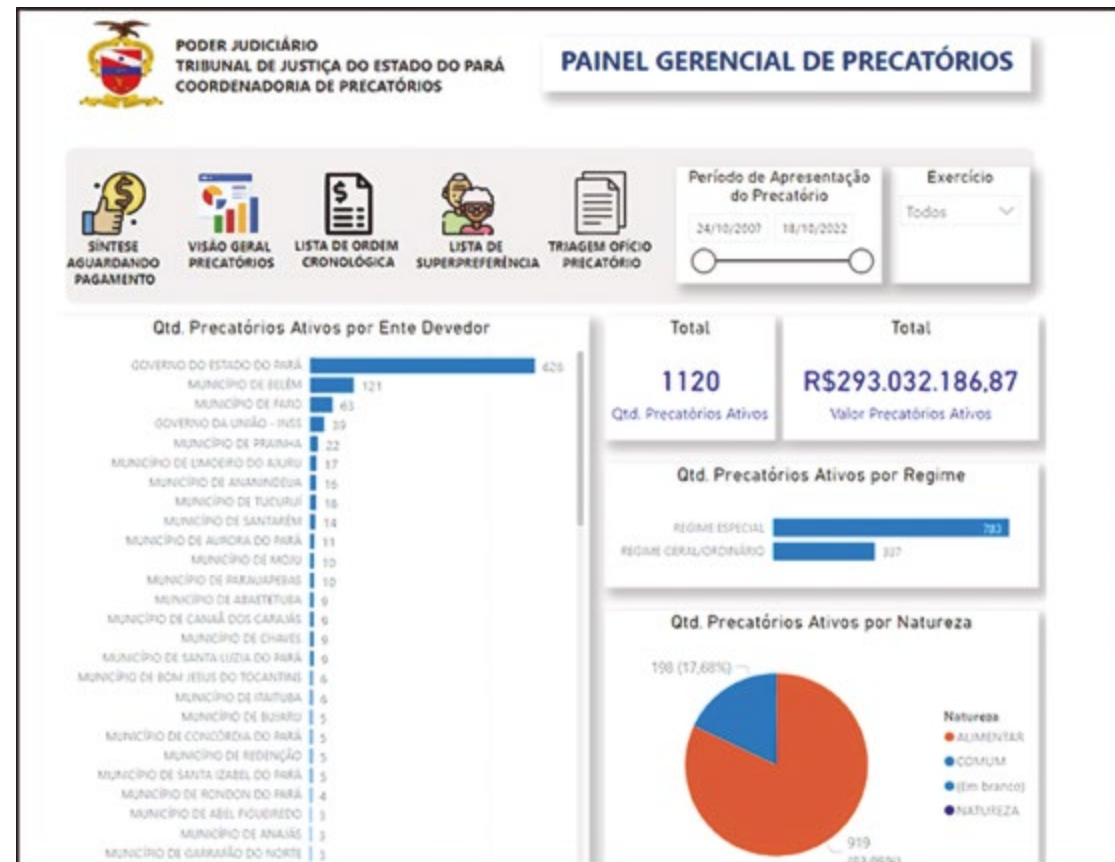 PODER JUDICIÁRIO
TRIBUNAL DE JUSTIÇA DO ESTADO DO PARÁ
COORDENADORIA DE PRECATÓRIOS
PAINEL GERENCIAL DE PRECATÓRIOS
SÍNTESE
AGUARDANDO
PAGAMENTO
VISÃO GERAL
PRECATÓRIOS
LISTA DE ORDEM
CRONOLÓGICA
LISTA DE
SUPERPREFERÊNCIA
TRIAGEM OFÍCIO
PRECATÓRIO
Período de Apresentação
do Precatório
24/10/2007 18/10/2022
Exercício
Todos
Qtd. Precatórios Ativos por Ente Devedor
GOVERNO DO ESTADO DO PARÁ
MUNICÍPIO DE BELÉM 121
MUNICÍPIO DE FARO 63
GOVERNO DA UNIÃO - INSS 39
MUNICÍPIO DE PRAINHA 22
MUNICÍPIO DE LIMOEIRO DO AJURU 17
MUNICÍPIO DE ANANINDEUA 16
MUNICÍPIO DE TUCURUÍ 16
MUNICÍPIO DE SANTARÉM 14
MUNICÍPIO DE AURORA DO PARÁ 11
MUNICÍPIO DE MOJU 10
MUNICÍPIO DE PARAUAPEBAS 10
MUNICÍPIO DE ABAETETUBA 9
MUNICÍPIO DE CANAÃ DOS CARAJÁS 9
MUNICÍPIO DE CHAVES 9
MUNICÍPIO DE SANTA LUZIA DO PARÁ 9
MUNICÍPIO DE BOM JESUS DO TOCANTINS 6
MUNICÍPIO DE ITAITUBA 6
MUNICÍPIO DE BUJARU 5
MUNICÍPIO DE CONCÓRDIA DO PARÁ 5
MUNICÍPIO DE REDENÇÃO 5
MUNICÍPIO DE SANTA IZABEL DO PARÁ 5
MUNICÍPIO DE RONDON DO PARÁ 4
MUNICÍPIO DE ABEL FIGUEIREDO 3
MUNICÍPIO DE ANAJÁS 3
MUNICÍPIO DE GARRAFÃO DO NORTE 3
Total
1120
Qtd. Precatórios Ativos
Total
R$293.032.186,87
Valor Precatórios Ativos
Qtd. Precatórios Ativos por Regime
REGIME ESPECIAL 783
REGIME GERAL/ORDINÁRIO 337
Qtd. Precatórios Ativos por Natureza
198 (17,68%)
919
Natureza
ALIMENTAR
COMUM
(Em branco)
NATUREZA